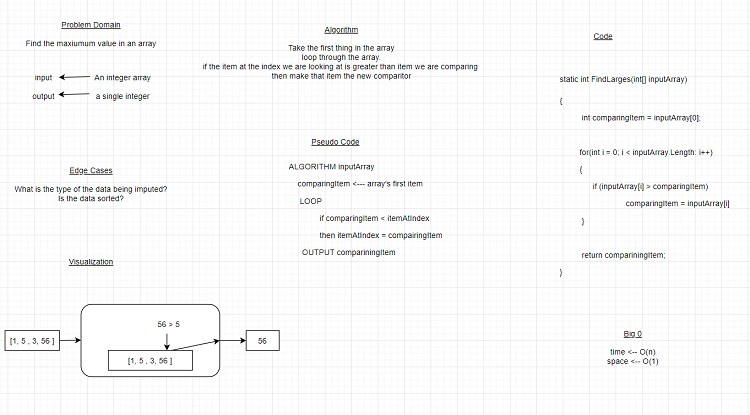 Problem Domain
Find the maxiumum value in an array
input
An integer array
output
a single integer
Edge Cases
What is the type of the data being imputed?
Is the data sorted?
Visualization
[1, 5 , 3, 56 ]
56 > 5
[1, 5 , 3, 56 ]
56
Algorithm
Take the first thing in the array
loop through the array.
if the item at the index we are looking at is greater than item we are comparing
then make that item the new comparitor
Pseudo Code
ALGORITHM inputArray
comparingItem <--- array's first item
LOOP
if comparingItem < itemAtIndex
then itemAtIndex = compairingItem
OUTPUT compariningItem
Code
static int FindLarges(int[] inputArray)
{
int comparingItem = inputArray[0];
for(int i = 0; i < inputArray.Length: i++)
{
if (inputArray[i] > comparingItem)
comparingItem = inputArray[i]
}
return compariningItem;
}
Big 0
time <-- O(n)
space <-- O(1)